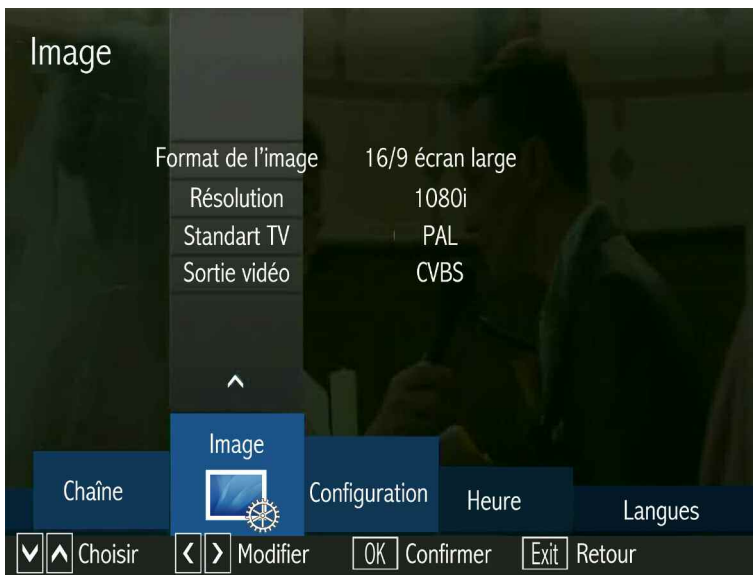 Image
Format de l'image 16/9 écran large
Résolution 1080i
Standart TV PAL
Sortie vidéo CVBS
Image
Chaîne
Configuration
Heure
Langues
Choisir Modifier OK Confirmer Exit Retour